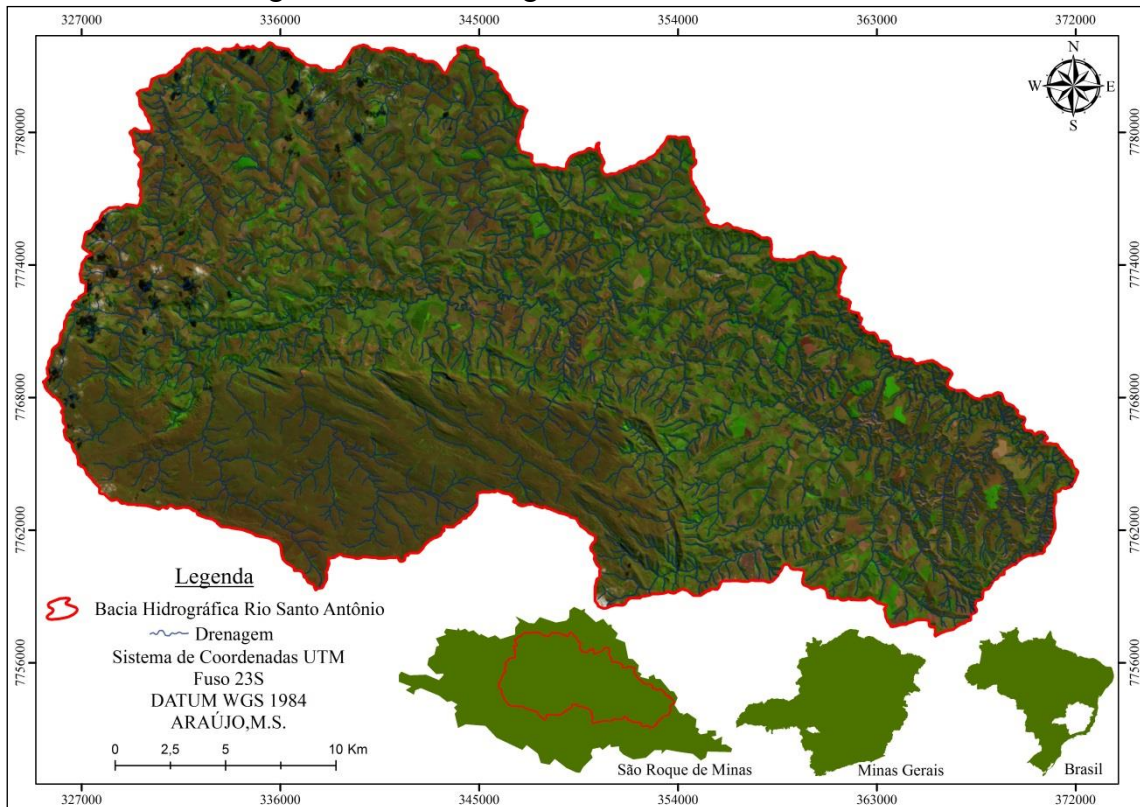 327000 336000 345000 354000 363000 372000
N
W E
S
7780000 7780000
7774000 7774000
7768000 7768000
7762000 7762000
7756000 7756000
Legenda
Bacia Hidrográfica Rio Santo Antônio
Drenagem
Sistema de Coordenadas UTM
Fuso 23S
DATUM WGS 1984
ARAÚJO,M.S.
0 2,5 5 10 Km
São Roque de Minas Minas Gerais Brasil
327000 336000 345000 354000 363000 372000